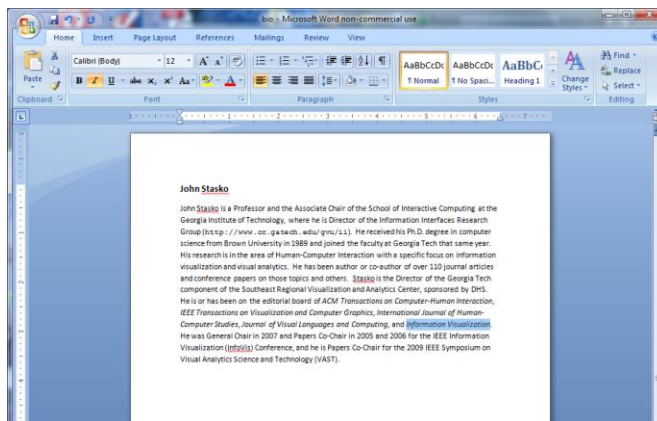 bio - Microsoft Word non-commercial use
Home Insert Page Layout References Mailings Review View
Calibri (Body) 12
Paste
B I U abc x₂ x² Aa A
AaBbCcDc AaBbCcDc AaBbC
¶ Normal ¶ No Spaci... Heading 1
Change Styles
Find
Replace
Select
Clipboard Font Paragraph Styles Editing
John Stasko
John Stasko is a Professor and the Associate Chair of the School of Interactive Computing at the
Georgia Institute of Technology, where he is Director of the Information Interfaces Research
Group (http://www.cc.gatech.edu/gvu/ii). He received his Ph.D. degree in computer
science from Brown University in 1989 and joined the faculty at Georgia Tech that same year.
His research is in the area of Human-Computer Interaction with a specific focus on information
visualization and visual analytics. He has been author or co-author of over 110 journal articles
and conference papers on those topics and others. Stasko is the Director of the Georgia Tech
component of the Southeast Regional Visualization and Analytics Center, sponsored by DHS.
He is or has been on the editorial board of ACM Transactions on Computer-Human Interaction,
IEEE Transactions on Visualization and Computer Graphics, International Journal of Human-
Computer Studies, Journal of Visual Languages and Computing, and Information Visualization.
He was General Chair in 2007 and Papers Co-Chair in 2005 and 2006 for the IEEE Information
Visualization (InfoVis) Conference, and he is Papers Co-Chair for the 2009 IEEE Symposium on
Visual Analytics Science and Technology (VAST).